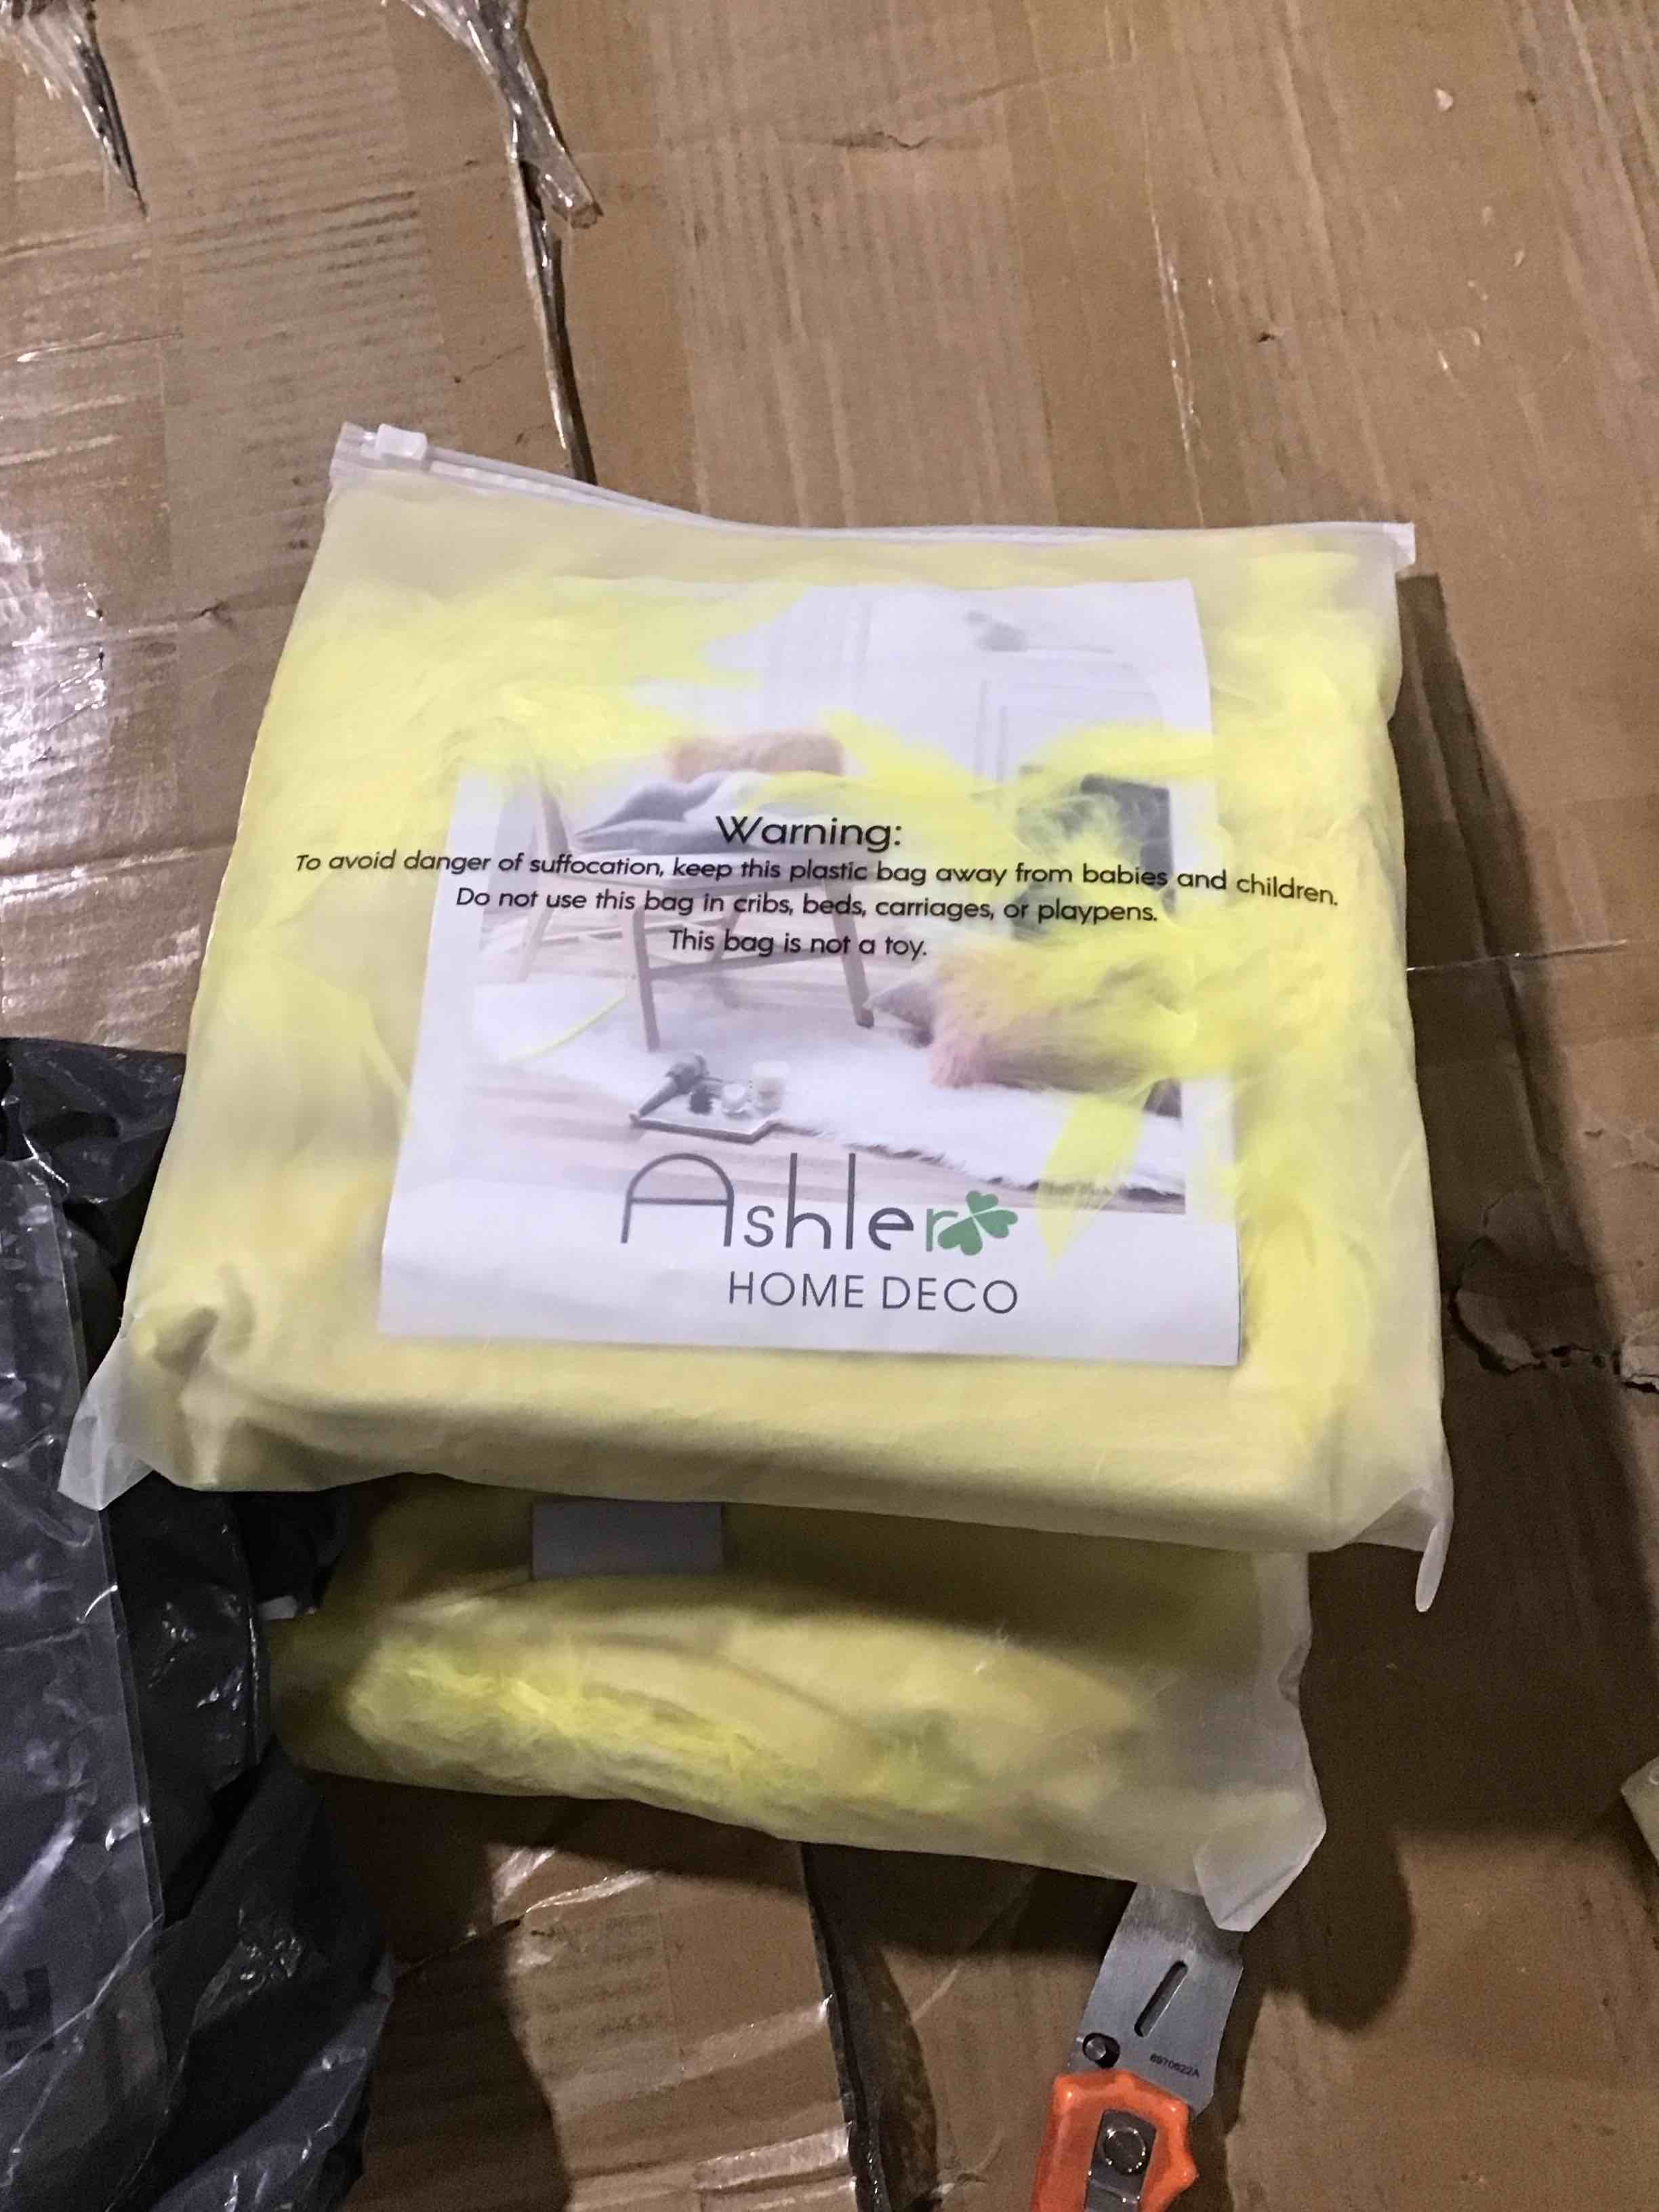 Warning:
To avoid danger of suffocation, keep this plastic bag away from babies and children.
Do not use this bag in cribs, beds, carriages, or playpens.
This bag is not a toy.
Ashler
HOME DECO
6970622A